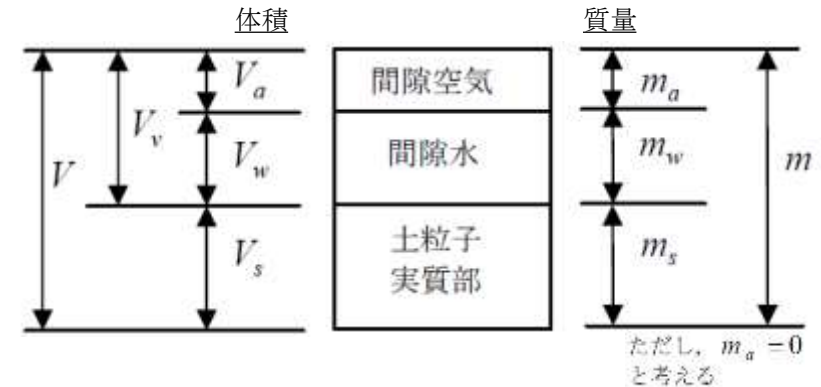 体積
質量
V
V_v
V_a
V_w
V_s
間隙空気
間隙水
土粒子
実質部
m_a
m_w
m_s
m
ただし, m_a = 0
と考える